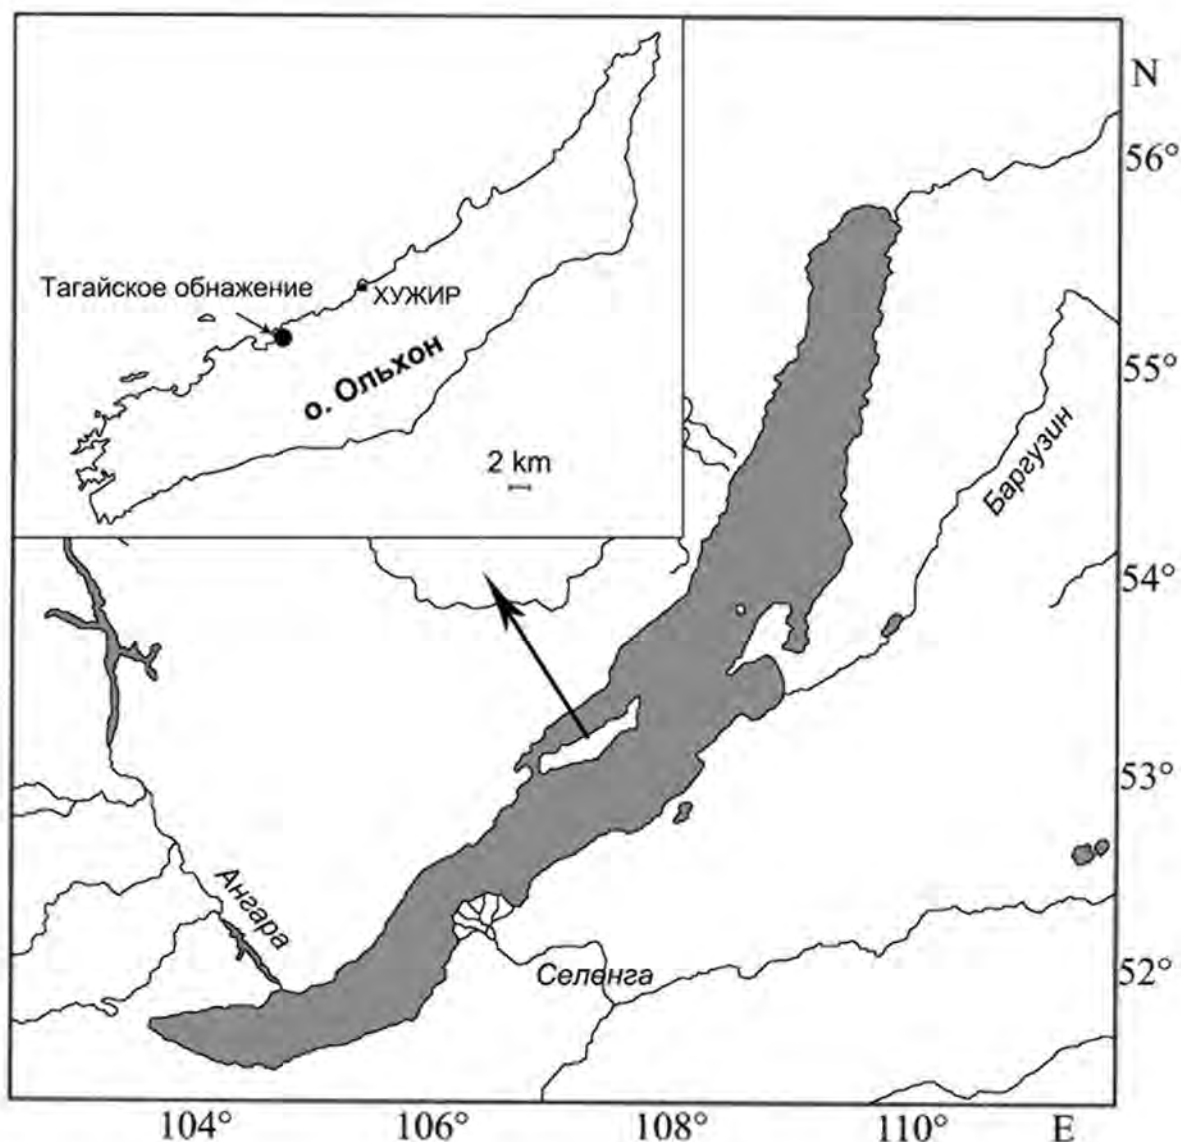 N
56°
Тагайское обнажение
ХУЖИР
55°
о. Ольхон
Баргузин
2 km
54°
53°
Ангара
Селенга
52°
104°
106°
108°
110°
E